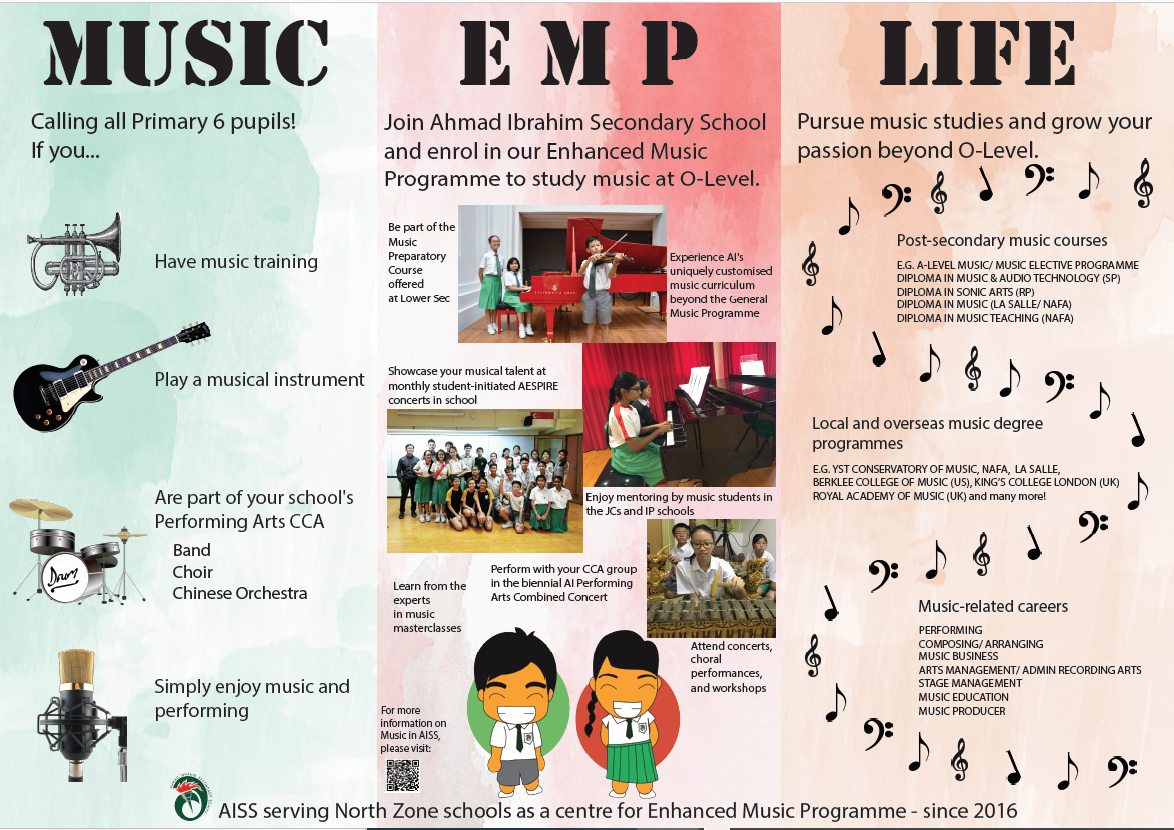 MUSIC
Calling all Primary 6 pupils!
If you...
Have music training
Play a musical instrument
Are part of your school's
Performing Arts CCA
Band
Choir
Chinese Orchestra
Drum
Simply enjoy music and
performing
E M P
Join Ahmad Ibrahim Secondary School
and enrol in our Enhanced Music
Programme to study music at O-Level.
Be part of the
Music
Preparatory
Course
offered
at Lower Sec
STEINWAY & SONS
Experience AI's
uniquely customised
music curriculum
beyond the General
Music Programme
Showcase your musical talent at
monthly student-initiated AESPIRE
concerts in school
Enjoy mentoring by music students in
the JCs and IP schools
Learn from the
experts
in music
masterclasses
Perform with your CCA group
in the biennial AI Performing
Arts Combined Concert
Attend concerts,
choral
performances,
and workshops
For more
information on
Music in AISS,
please visit:
LIFE
Pursue music studies and grow your
passion beyond O-Level.
Post-secondary music courses
E.G. A-LEVEL MUSIC/ MUSIC ELECTIVE PROGRAMME
DIPLOMA IN MUSIC & AUDIO TECHNOLOGY (SP)
DIPLOMA IN SONIC ARTS (RP)
DIPLOMA IN MUSIC (LA SALLE/ NAFA)
DIPLOMA IN MUSIC TEACHING (NAFA)
Local and overseas music degree
programmes
E.G. YST CONSERVATORY OF MUSIC, NAFA, LA SALLE,
BERKLEE COLLEGE OF MUSIC (US), KING'S COLLEGE LONDON (UK)
ROYAL ACADEMY OF MUSIC (UK) and many more!
Music-related careers
PERFORMING
COMPOSING/ ARRANGING
MUSIC BUSINESS
ARTS MANAGEMENT/ ADMIN RECORDING ARTS
STAGE MANAGEMENT
MUSIC EDUCATION
MUSIC PRODUCER
AISS serving North Zone schools as a centre for Enhanced Music Programme - since 2016